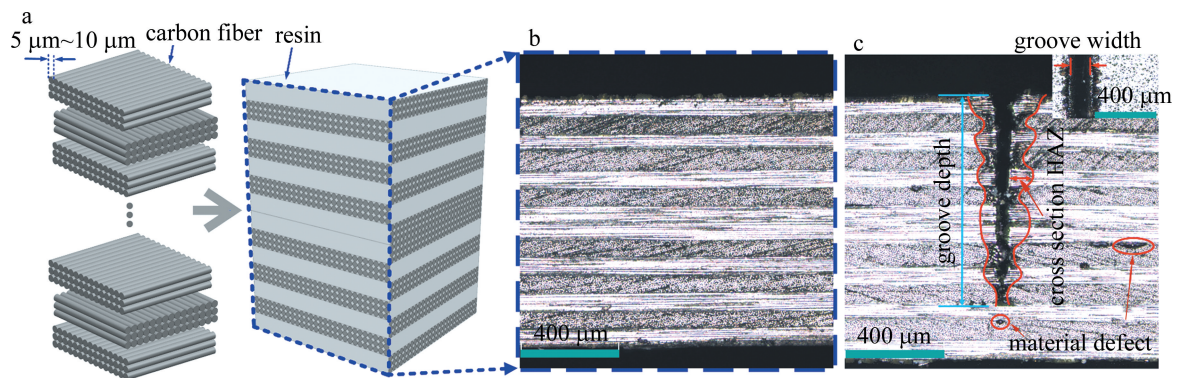 a
5 μm~10 μm
carbon fiber
resin
b
400 μm
c
groove width
400 μm
groove depth
cross section HAZ
400 μm
material defect